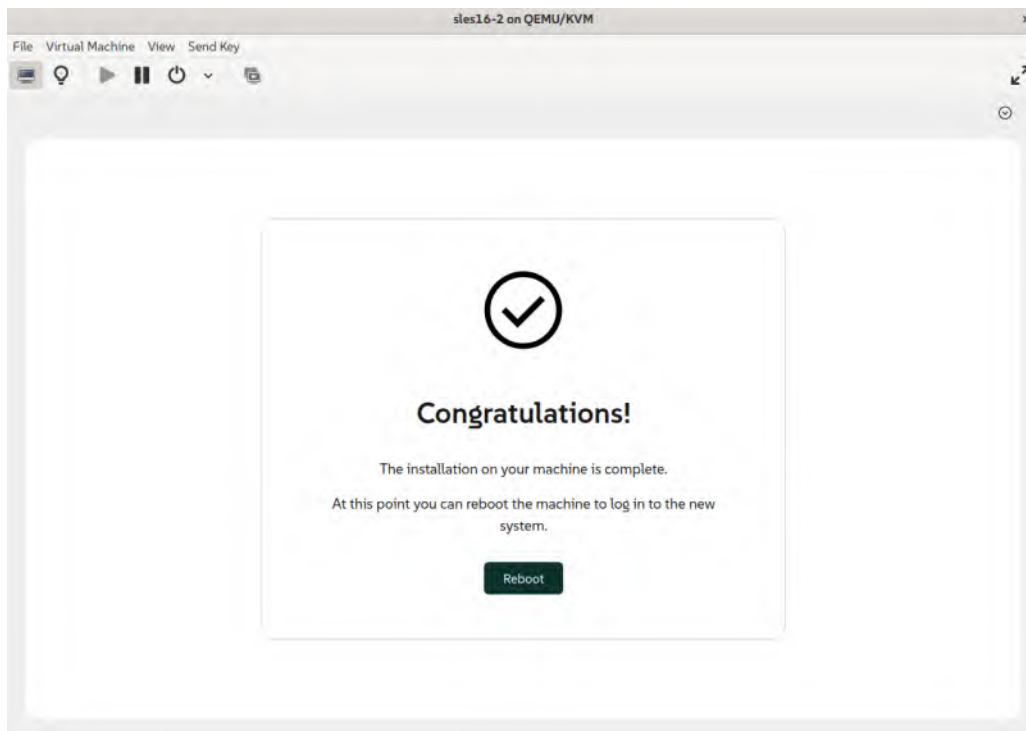 sles16-2 on QEMU/KVM
File Virtual Machine View Send Key
Congratulations!
The installation on your machine is complete.
At this point you can reboot the machine to log in to the new
system.
Reboot